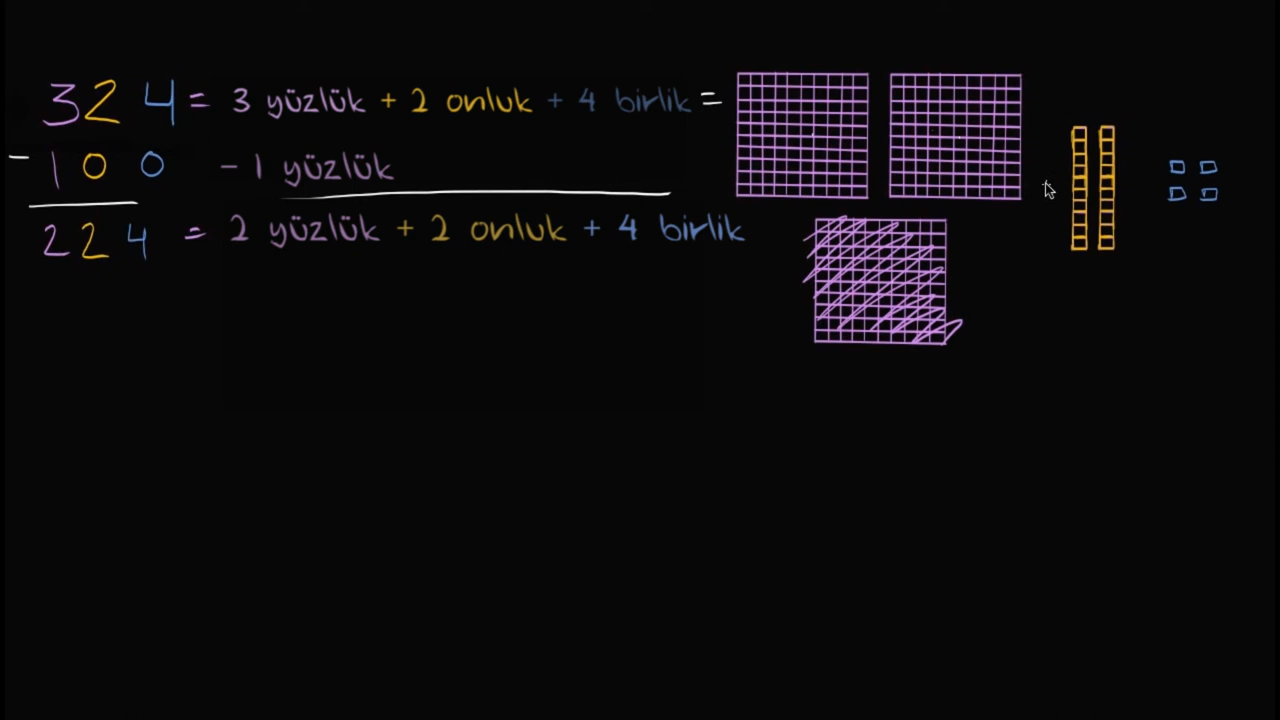 324 = 3 yüzlük + 2 onluk + 4 birlik =
- 100 - 1 yüzlük
224 = 2 yüzlük + 2 onluk + 4 birlik